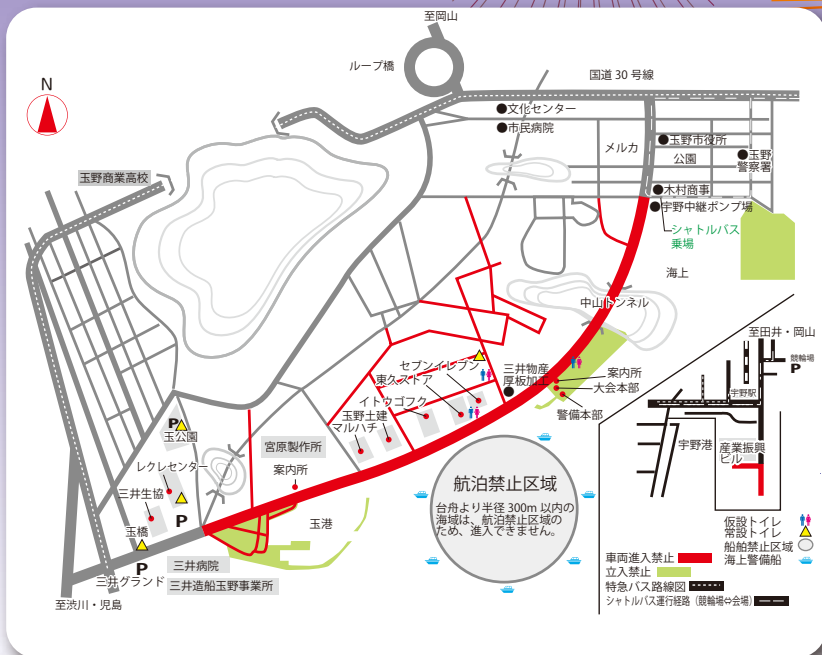 至岡山
ループ橋
国道 30 号線
N
文化センター
市民病院
メルカ
玉野市役所
公園
玉野
警察署
玉野商業高校
木村商事
宇野中継ポンプ場
シャトルバス
乗場
海上
中山トンネル
至田井・岡山
競輪場
P
宇野駅
セブンイレブン
三井物産
厚板加工
案内所
大会本部
警備本部
東久ストア
イトウゴフク
玉野土建
マルハチ
宇野港
産業振興
ビル
P
玉公園
宮原製作所
レクレセンター
案内所
三井生協
P
玉橋
玉港
航泊禁止区域
台舟より半径 300m 以内の
海域は、航泊禁止区域の
ため、進入できません。
P
三井グランド
三井病院
三井造船玉野事業所
至渋川・児島
仮設トイレ
常設トイレ
船舶禁止区域
海上警備船
車両進入禁止
立入禁止
特急バス路線図
シャトルバス運行経路（競輪場⇔会場）